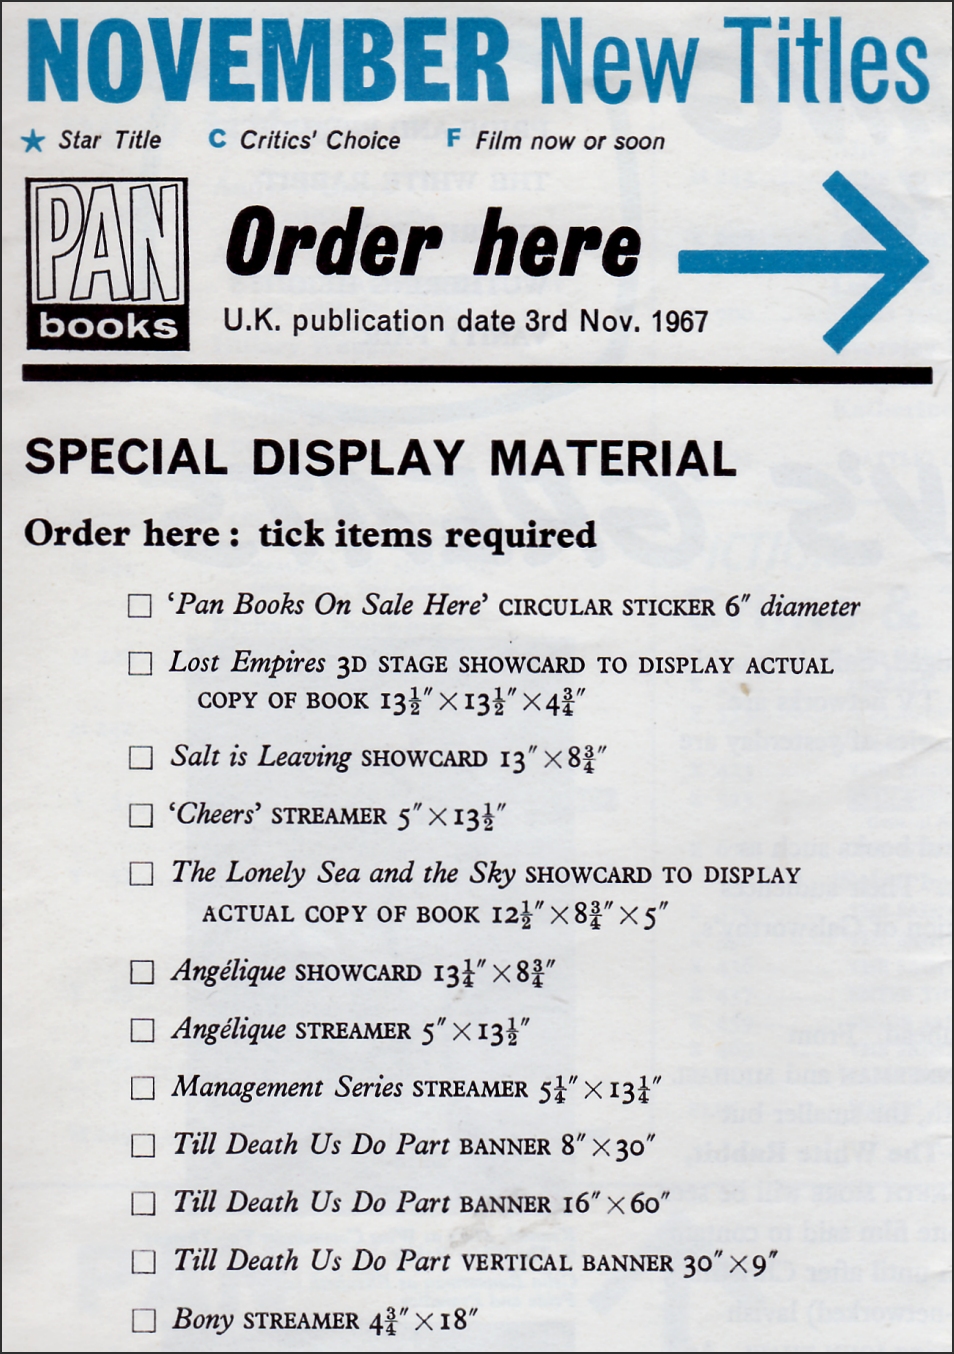 NOVEMBER New Titles
★ Star Title C Critics' Choice F Film now or soon
PAN
books
Order here
U.K. publication date 3rd Nov. 1967
SPECIAL DISPLAY MATERIAL
Order here : tick items required
☐ ‘Pan Books On Sale Here’ CIRCULAR STICKER 6″ diameter
☐ Lost Empires 3D STAGE SHOWCARD TO DISPLAY ACTUAL
COPY OF BOOK 13½″ × 13½″ × 4¾″
☐ Salt is Leaving SHOWCARD 13″ × 8¾″
☐ ‘Cheers’ STREAMER 5″ × 13½″
☐ The Lonely Sea and the Sky SHOWCARD TO DISPLAY
ACTUAL COPY OF BOOK 12½″ × 8¾″ × 5″
☐ Angélique SHOWCARD 13¼″ × 8¾″
☐ Angélique STREAMER 5″ × 13½″
☐ Management Series STREAMER 5¼″ × 13¼″
☐ Till Death Us Do Part BANNER 8″ × 30″
☐ Till Death Us Do Part BANNER 16″ × 60″
☐ Till Death Us Do Part VERTICAL BANNER 30″ × 9″
☐ Bony STREAMER 4¾″ × 18″